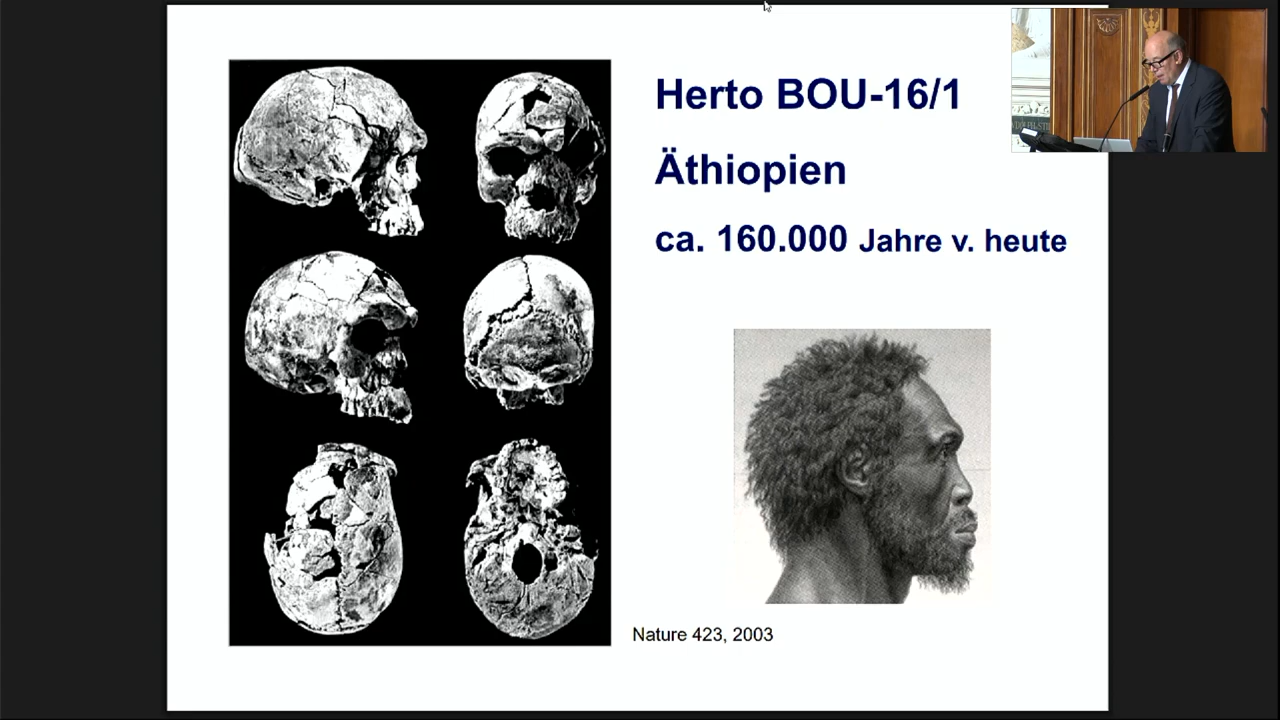 Herto BOU-16/1
Äthiopien
ca. 160.000 Jahre v. heute
Nature 423, 2003